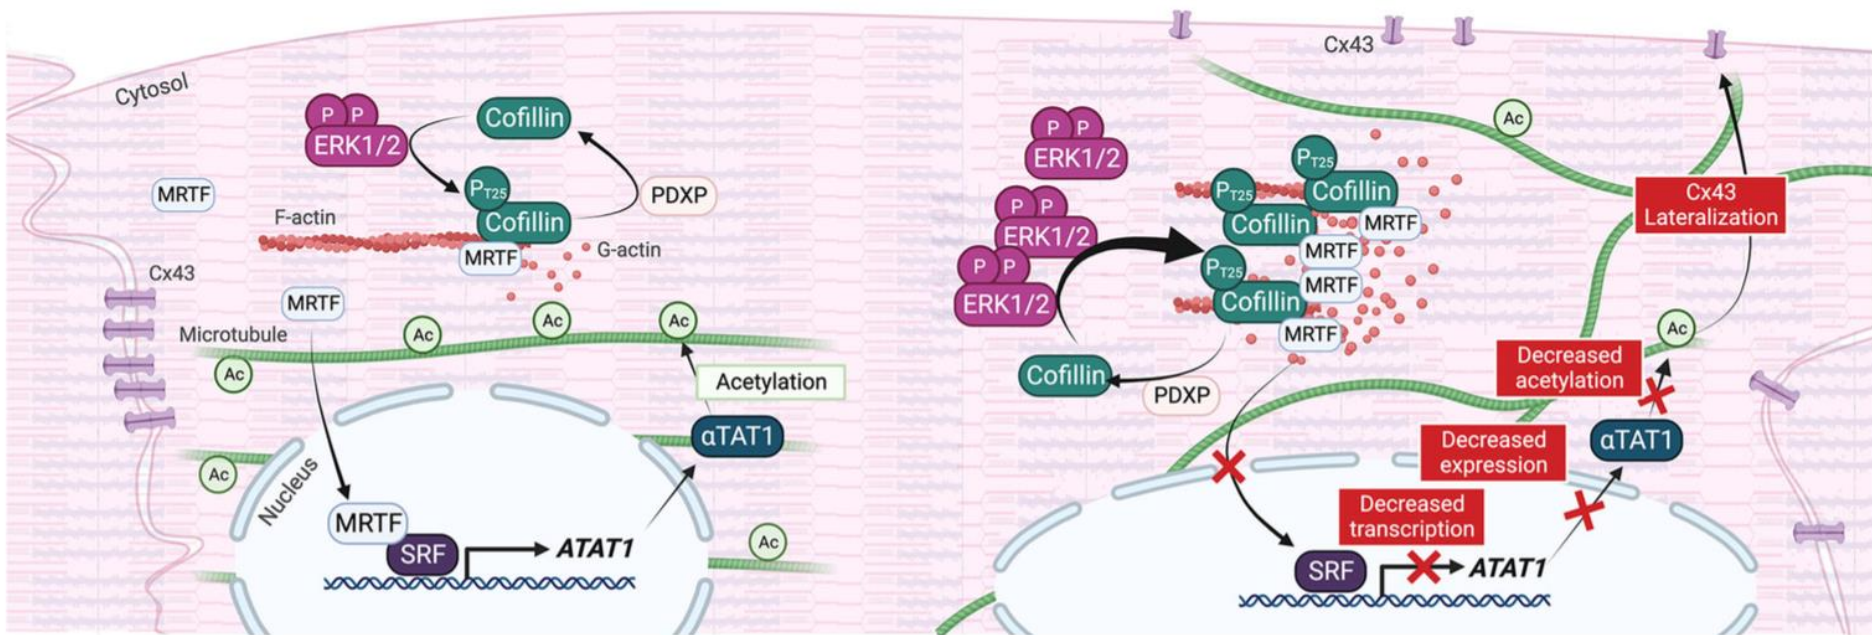 Cytosol
P P
ERK1/2
Cofillin
PT25
Cofillin
PDXP
MRTF
F-actin
MRTF
G-actin
Cx43
MRTF
Microtubule
Ac
Ac
Ac
Ac
Acetylation
αTAT1
Ac
Nucleus
MRTF
SRF
ATAT1
Ac
Cx43
Ac
P P
ERK1/2
PT25
PT25
Cofillin
Cofillin
MRTF
P P
ERK1/2
MRTF
P P
ERK1/2
PT25
Cofillin
MRTF
MRTF
Cofillin
PDXP
Cx43
Lateralization
Ac
Decreased
acetylation
αTAT1
Decreased
expression
Decreased
transcription
SRF
ATAT1